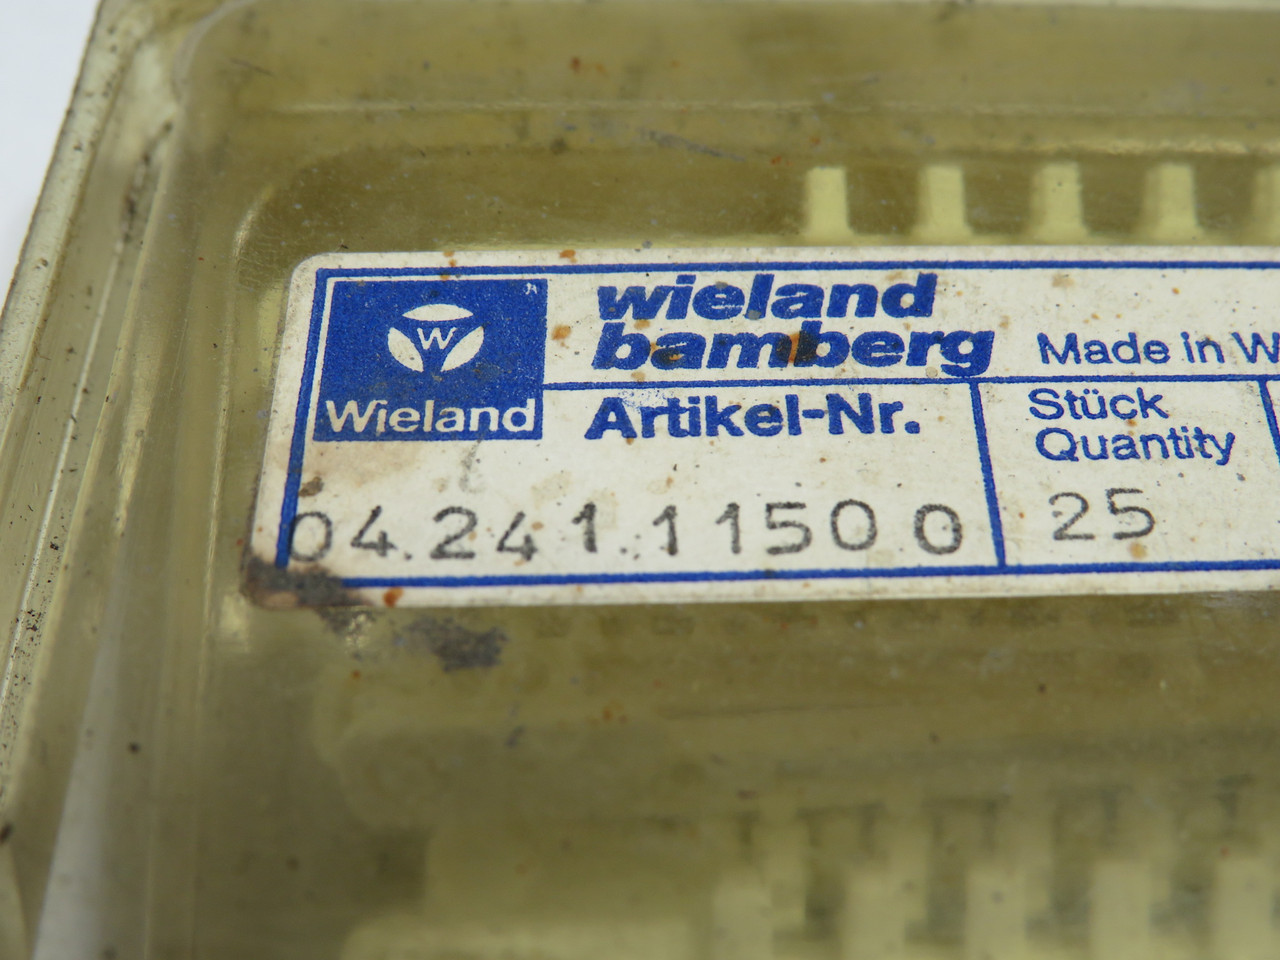 W
Wieland
wieland
bamberg
Made in W
Artikel-Nr.
Stück
Quantity
04.241.1150 0
25